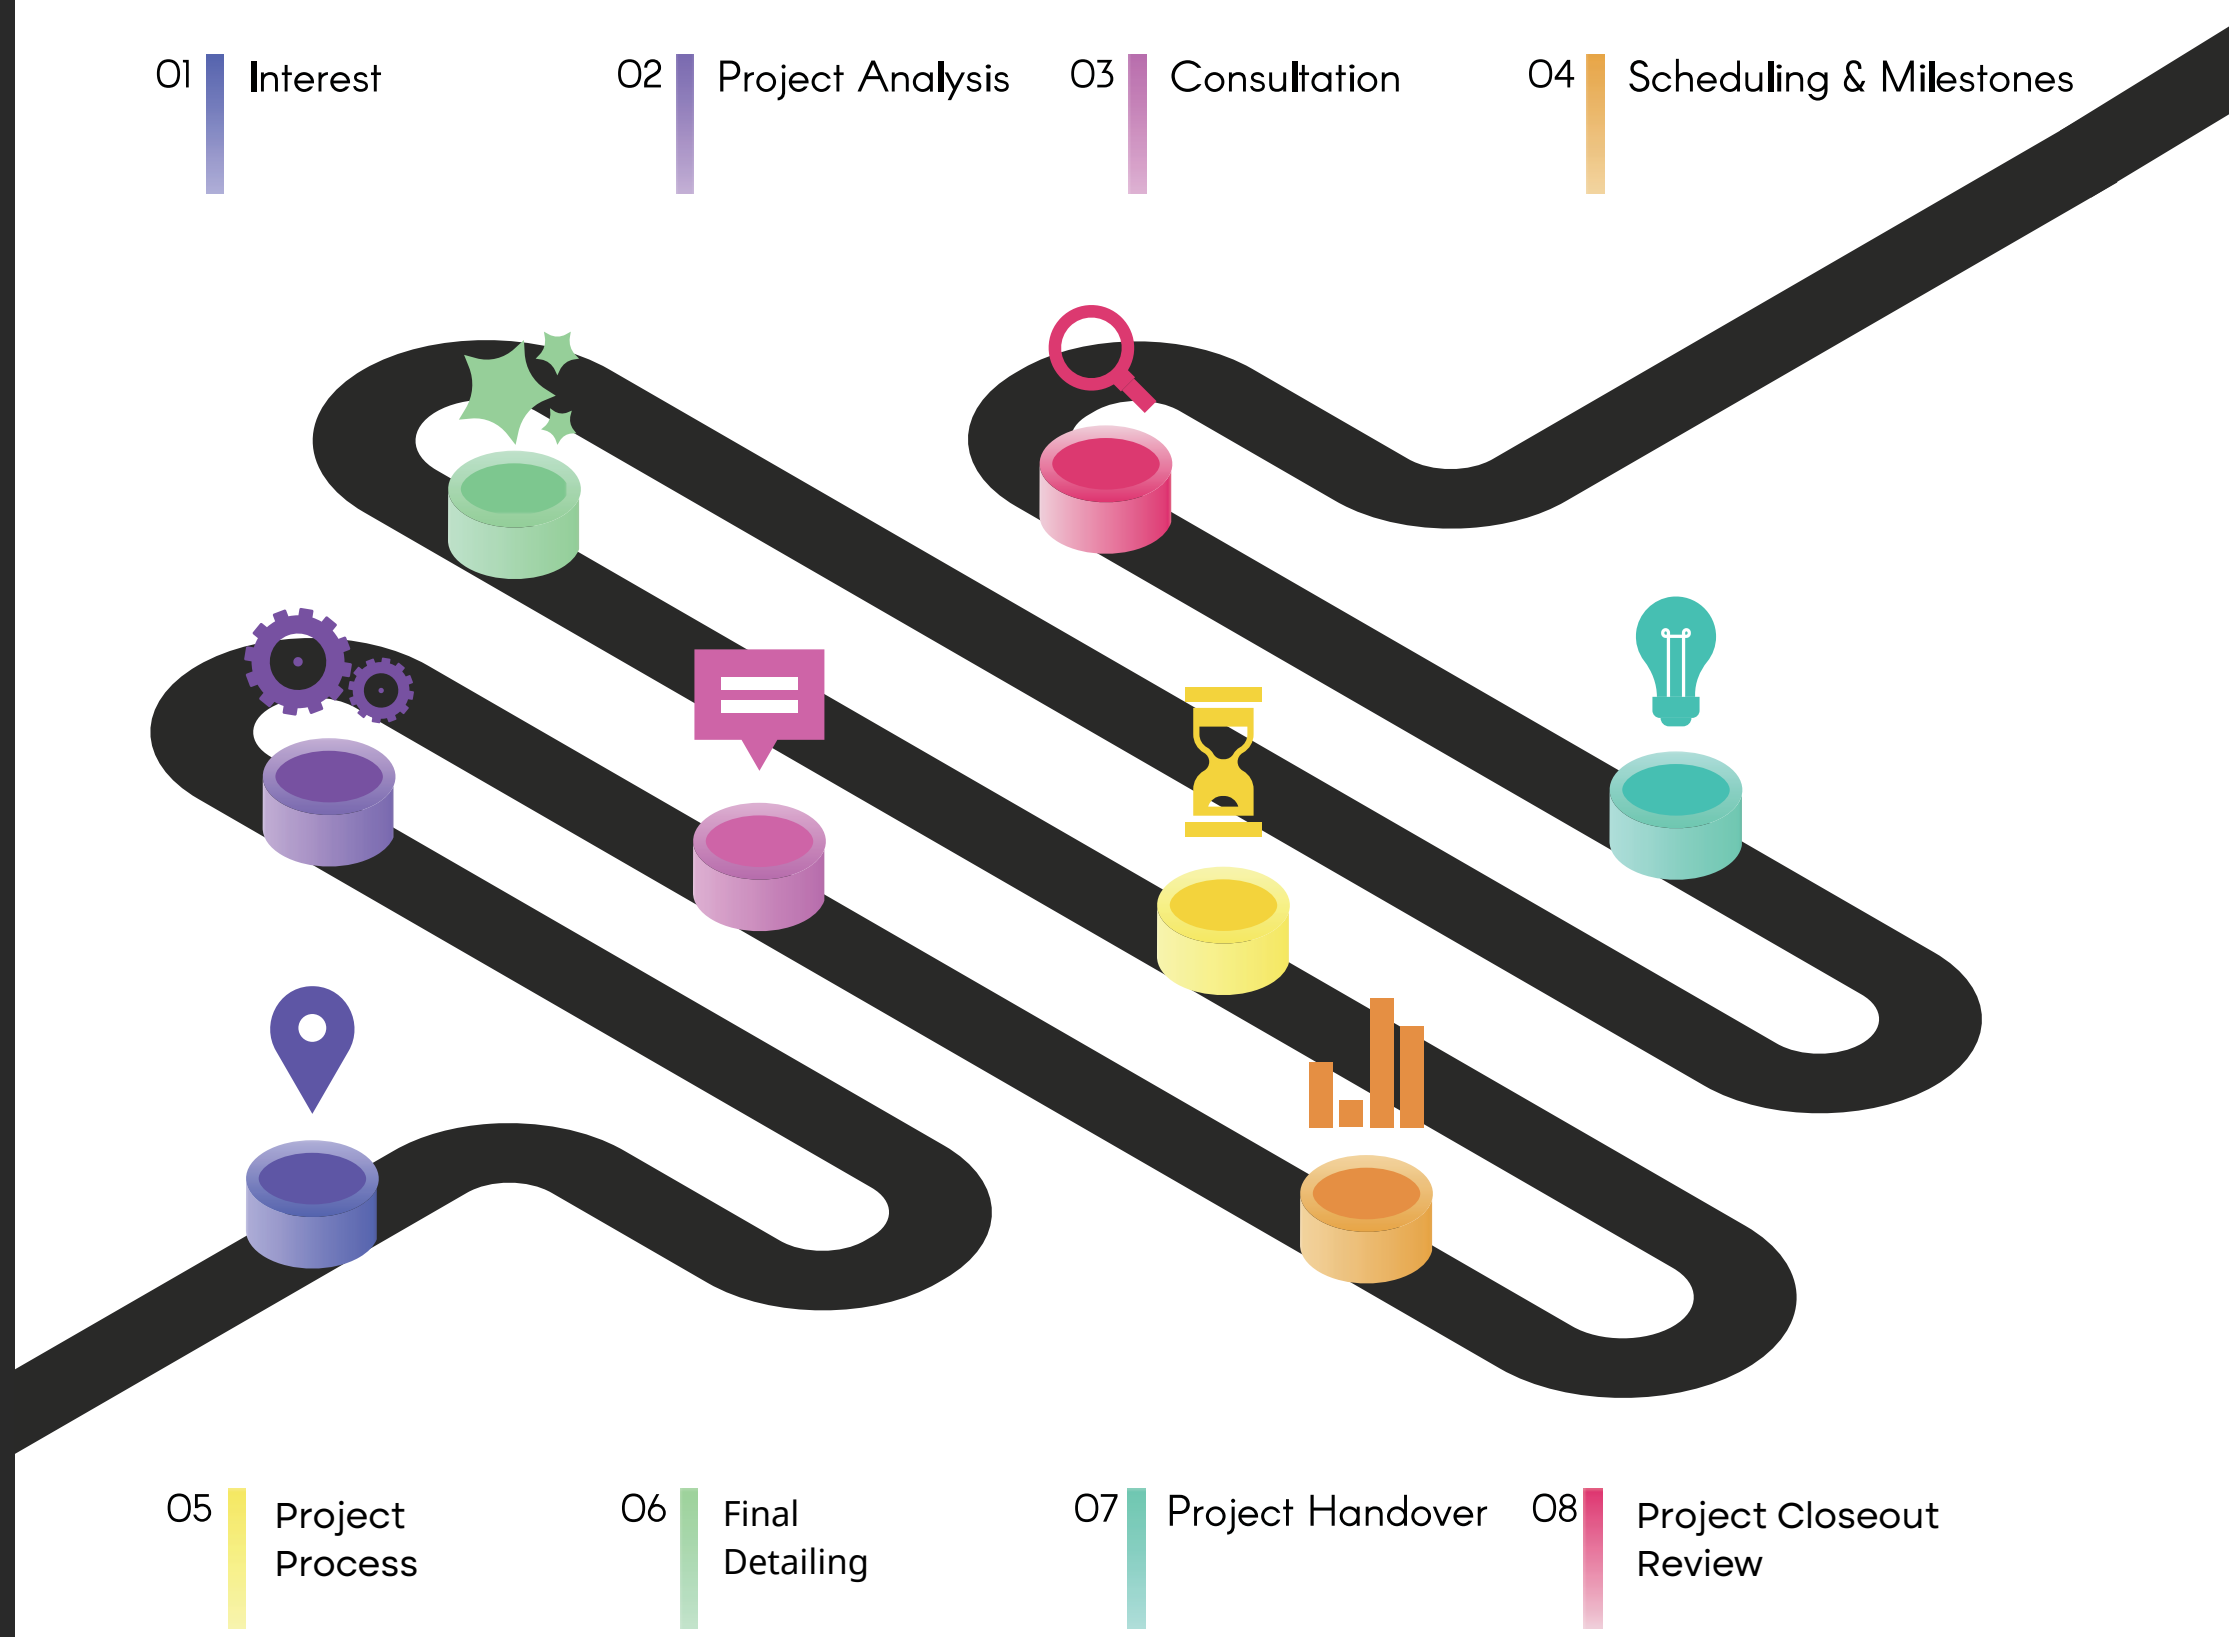 01 Interest
02 Project Analysis
03 Consultation
04 Scheduling & Milestones
05 Project
Process
06 Final
Detailing
07 Project Handover
08 Project Closeout
Review